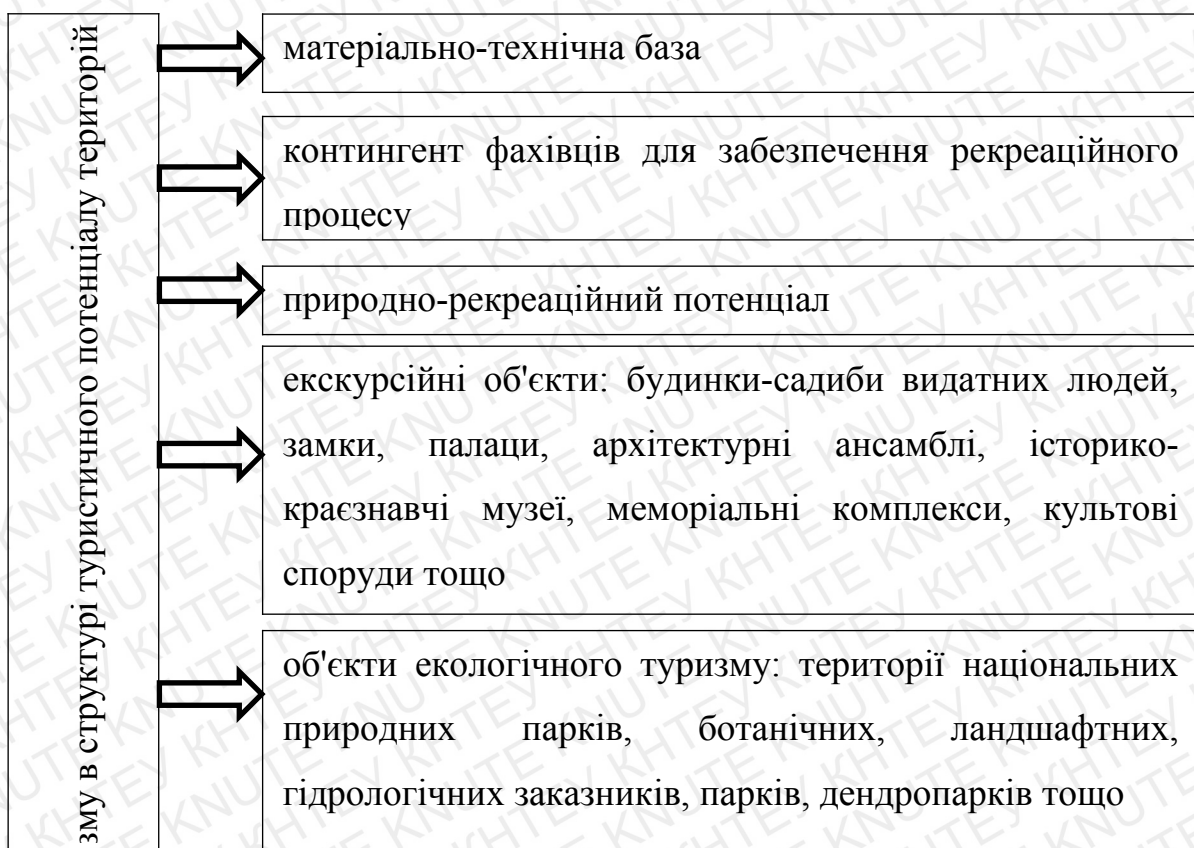 зму в структурі туристичного потенціалу територій
матеріально-технічна база
контингент фахівців для забезпечення рекреаційного
процесу
природно-рекреаційний потенціал
екскурсійні об'єкти: будинки-садиби видатних людей,
замки, палаци, архітектурні ансамблі, історико-
краєзнавчі музеї, меморіальні комплекси, культові
споруди тощо
об'єкти екологічного туризму: території національних
природних парків, ботанічних, ландшафтних,
гідрологічних заказників, парків, дендропарків тощо